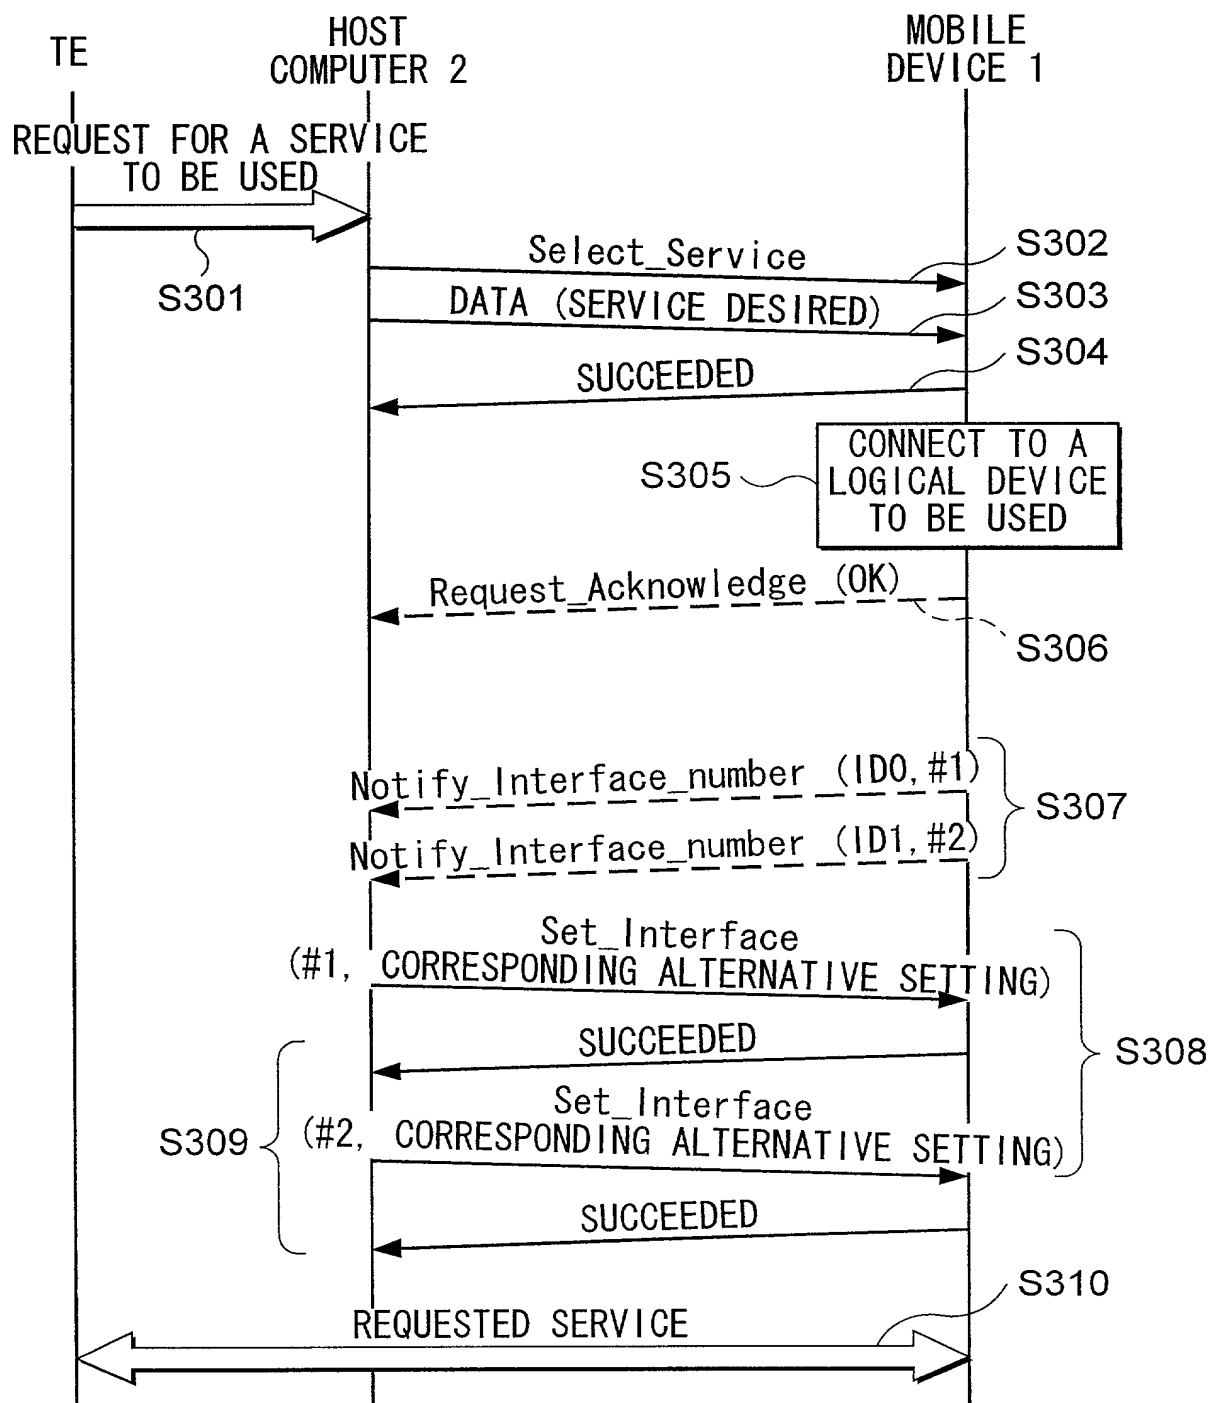 TE
HOST
COMPUTER 2
MOBILE
DEVICE 1
REQUEST FOR A SERVICE
TO BE USED
S301
Select_Service
S302
DATA (SERVICE DESIRED)
S303
SUCCEEDED
S304
CONNECT TO A
LOGICAL DEVICE
TO BE USED
S305
Request_Acknowledge (OK)
S306
Notify_Interface_number (ID0, #1)
Notify_Interface_number (ID1, #2)
S307
Set_Interface
(#1, CORRESPONDING ALTERNATIVE SETTING)
SUCCEEDED
S308
Set_Interface
(#2, CORRESPONDING ALTERNATIVE SETTING)
S309
SUCCEEDED
S310
REQUESTED SERVICE